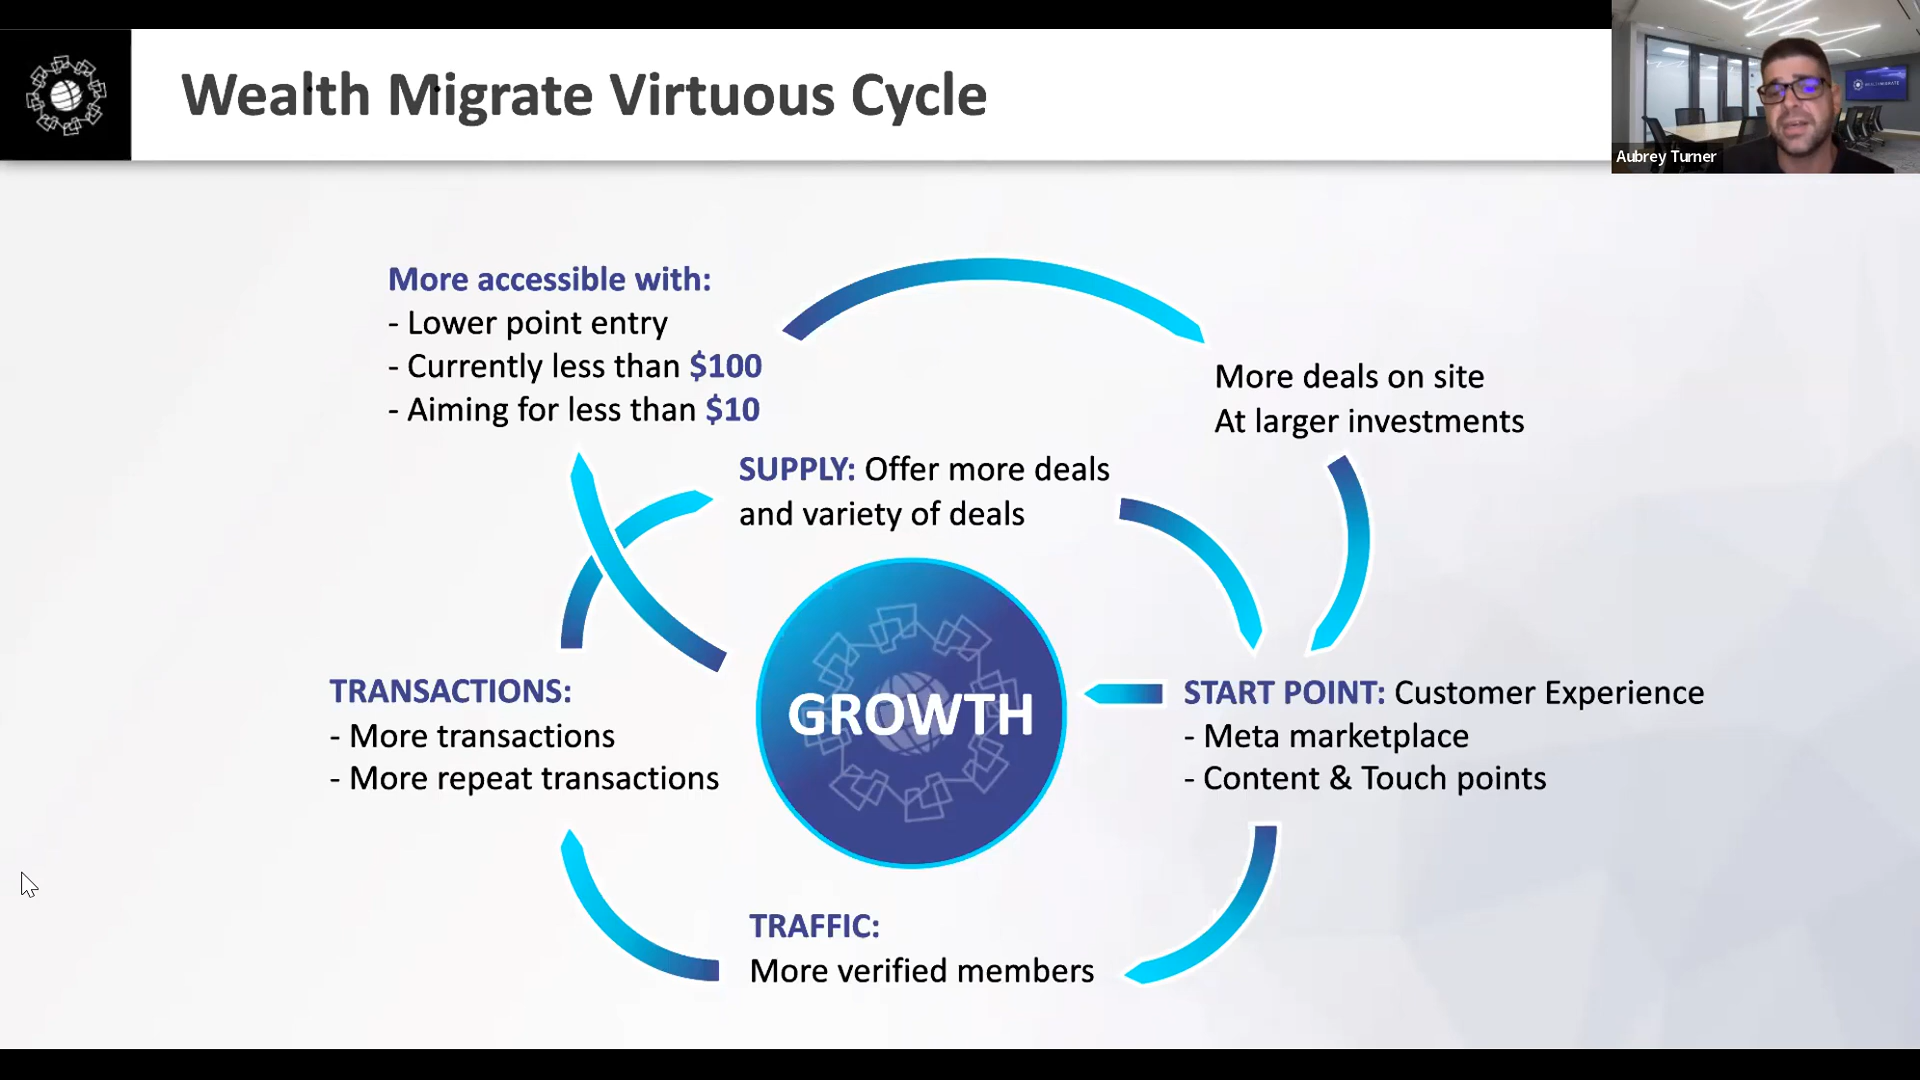 Wealth Migrate Virtuous Cycle
Aubrey Turner
More accessible with:
- Lower point entry
- Currently less than $100
- Aiming for less than $10
More deals on site
At larger investments
SUPPLY: Offer more deals
and variety of deals
TRANSACTIONS:
- More transactions
- More repeat transactions
GROWTH
START POINT: Customer Experience
- Meta marketplace
- Content & Touch points
TRAFFIC:
More verified members